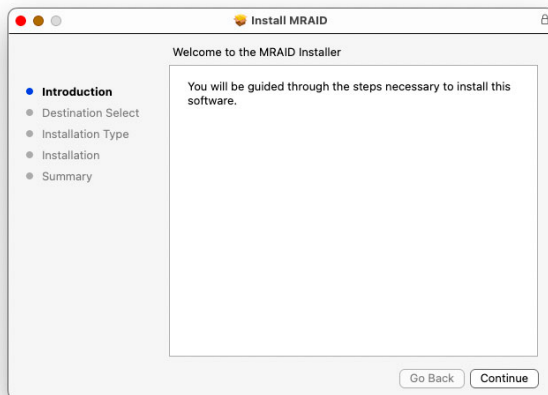 Install MRAID
Welcome to the MRAID Installer
Introduction
Destination Select
Installation Type
Installation
Summary
You will be guided through the steps necessary to install this
software.
Go Back
Continue